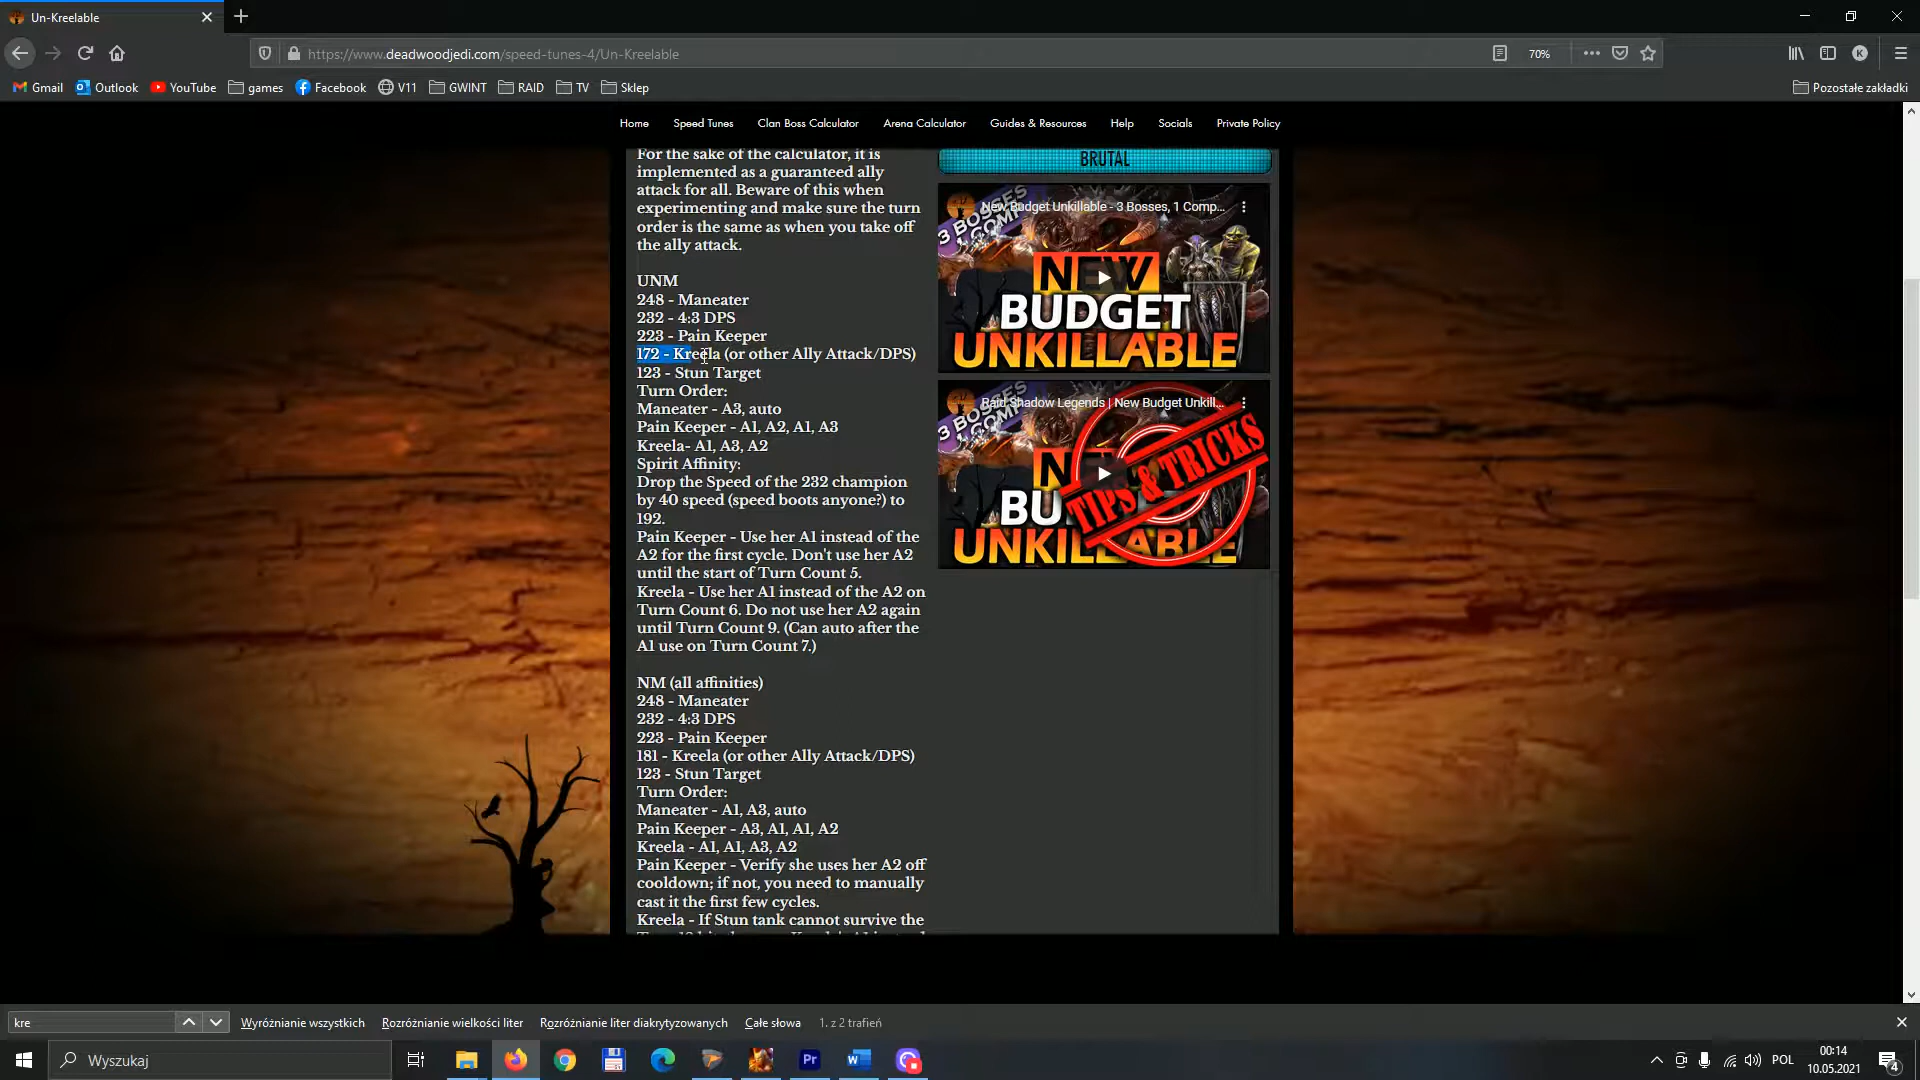 Un-Kreelable
https://www.deadwoodjedi.com/speed-tunes-4/Un-Kreelable
70%
K
Gmail
Outlook
YouTube
games
Facebook
V11
GWINT
RAID
TV
Sklep
Pozostałe zakładki
Home
Speed Tunes
Clan Boss Calculator
Arena Calculator
Guides & Resources
Help
Socials
Private Policy
For the sake of the calculator, it is
implemented as a guaranteed ally
attack for all. Beware of this when
experimenting and make sure the turn
order is the same as when you take off
the ally attack.
UNM
248 - Maneater
232 - 4:3 DPS
223 - Pain Keeper
172 - Kreela (or other Ally Attack/DPS)
123 - Stun Target
Turn Order:
Maneater - A3, auto
Pain Keeper - A1, A2, A1, A3
Kreela- A1, A3, A2
Spirit Affinity:
Drop the Speed of the 232 champion
by 40 speed (speed boots anyone?) to
192.
Pain Keeper - Use her A1 instead of the
A2 for the first cycle. Don't use her A2
until the start of Turn Count 5.
Kreela - Use her A1 instead of the A2 on
Turn Count 6. Do not use her A2 again
until Turn Count 9. (Can auto after the
A1 use on Turn Count 7.)
NM (all affinities)
248 - Maneater
232 - 4:3 DPS
223 - Pain Keeper
181 - Kreela (or other Ally Attack/DPS)
123 - Stun Target
Turn Order:
Maneater - A1, A3, auto
Pain Keeper - A3, A1, A1, A2
Kreela - A1, A1, A3, A2
Pain Keeper - Verify she uses her A2 off
cooldown; if not, you need to manually
cast it the first few cycles.
Kreela - If Stun tank cannot survive the
BRUTAL
New Budget Unkillable - 3 Bosses, 1 Comp...
3 BOSSES
COMP
NEW
BUDGET
UNKILLABLE
Raid Shadow Legends | New Budget Unkill...
3 BOSSES
COMP
NEW
BU
TIPS & TRICKS
UNKILLABLE
kre
Wyróżnianie wszystkich
Rozróżnianie wielkości liter
Rozróżnianie liter diakrytyzowanych
Całe słowa
1. z 2 trafień
Wyszukaj
Pr
POL
00:14
10.05.2021
4